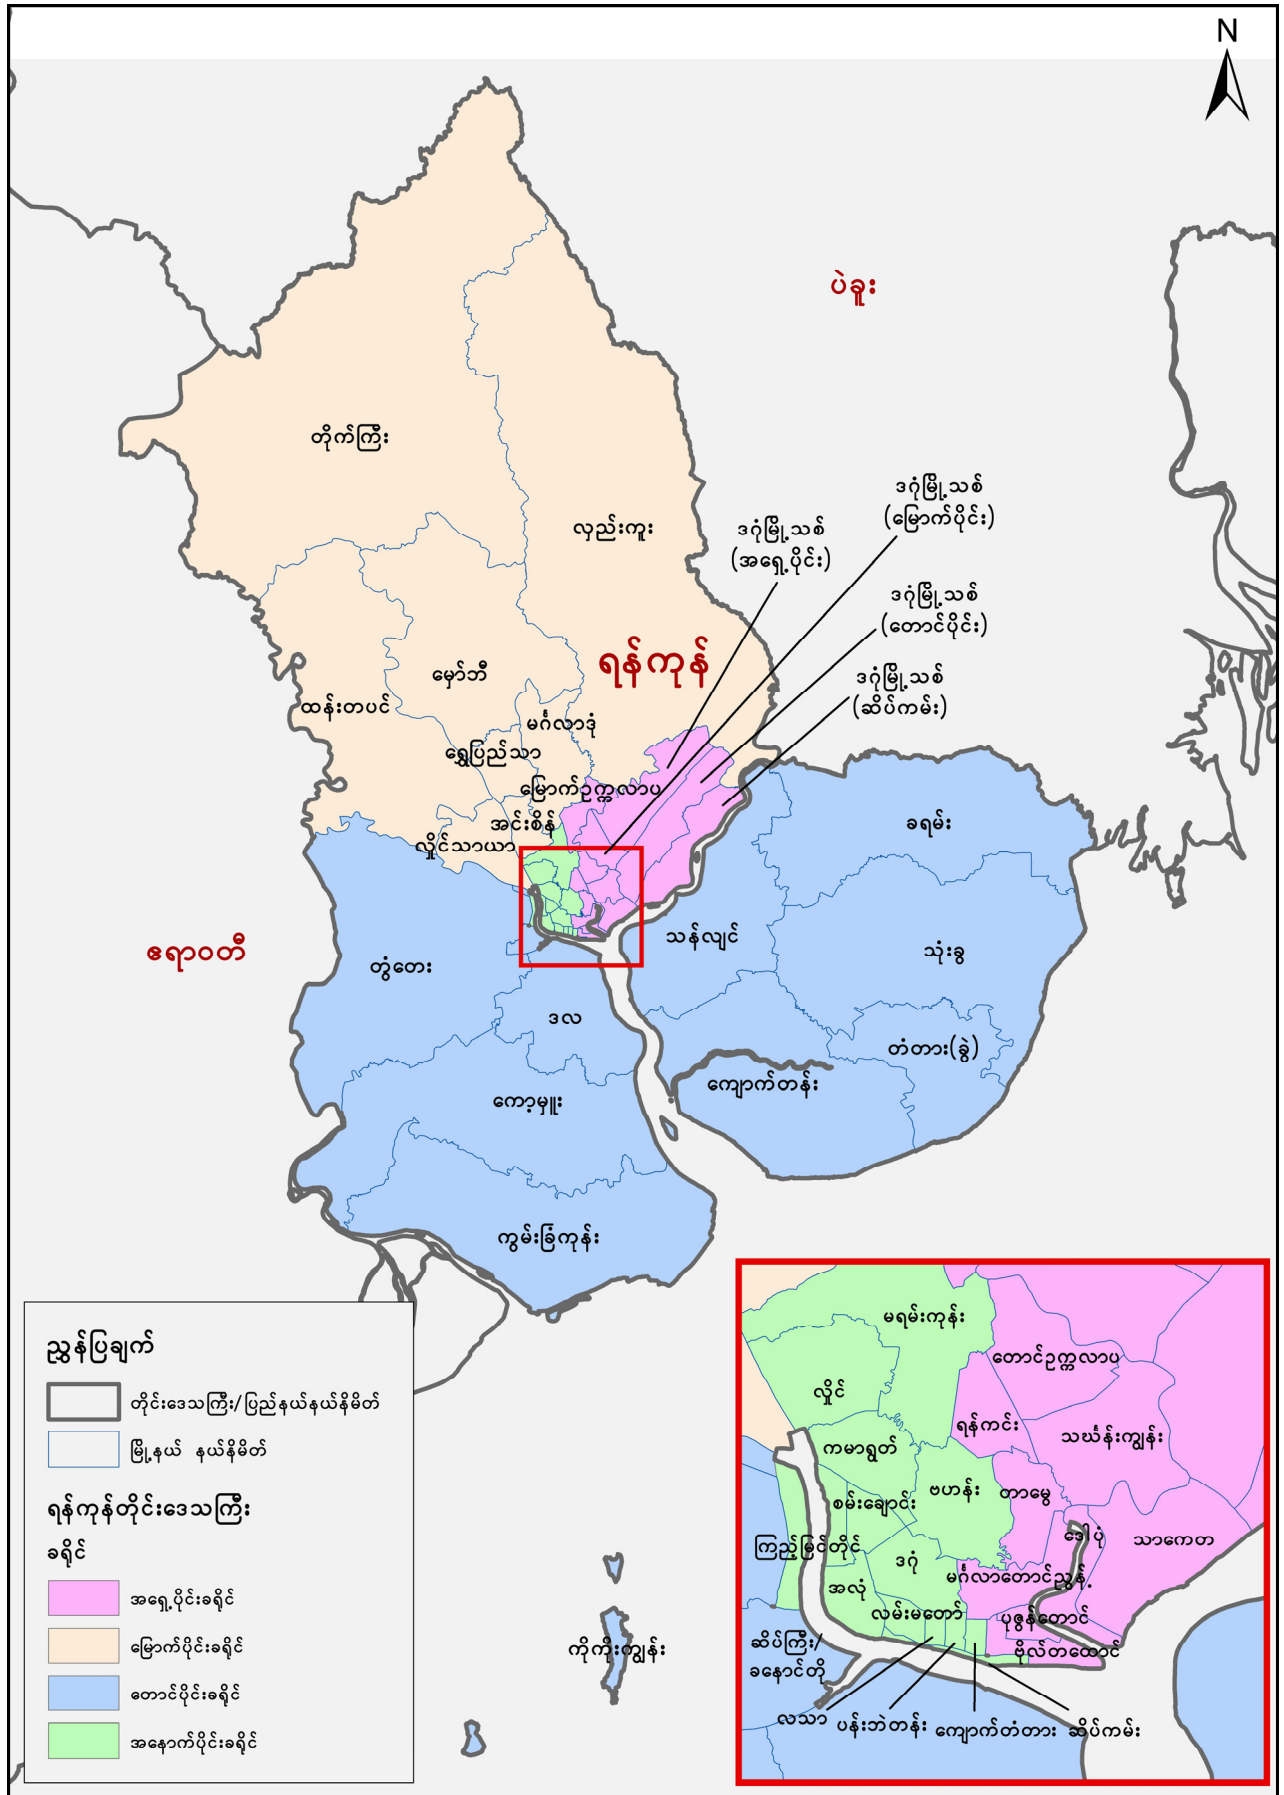 N
ပဲခူး
တိုက်ကြီး
လှည်းကူး
ဒဂုံမြို့သစ်
(မြောက်ပိုင်း)
ဒဂုံမြို့သစ်
(အရှေ့ပိုင်း)
ဒဂုံမြို့သစ်
(တောင်ပိုင်း)
ရန်ကုန်
ဒဂုံမြို့သစ်
(ဆိပ်ကမ်း)
မှော်ဘီ
ထန်းတပင်
မင်္ဂလာဒုံ
ရွှေပြည်သာ
မြောက်ဥက္ကလာပ
အင်းစိန်
လှိုင်သာယာ
ခရမ်း
သန်လျင်
သုံးခွ
ဧရာဝတီ
တွံတေး
ဒလ
တံတား(ခွဲ)
ကျောက်တန်း
ကော့မှူး
ကွမ်းခြံကုန်း
ကိုကိုးကျွန်း
ညွှန်ပြချက်
တိုင်းဒေသကြီး/ပြည်နယ်နယ်နိမိတ်
မြို့နယ် နယ်နိမိတ်
ရန်ကုန်တိုင်းဒေသကြီး
ခရိုင်
အရှေ့ပိုင်းခရိုင်
မြောက်ပိုင်းခရိုင်
တောင်ပိုင်းခရိုင်
အနောက်ပိုင်းခရိုင်
မရမ်းကုန်း
တောင်ဥက္ကလာပ
လှိုင်
ရန်ကင်း
သင်္ဃန်းကျွန်း
ကမာရွတ်
ဗဟန်း
တာမွေ
စမ်းချောင်း
ဒေါပုံ
သာကေတ
ကြည့်မြင်တိုင်
ဒဂုံ
မင်္ဂလာတောင်ညွန့်
အလုံ
လမ်းမတော်
ပုဇွန်တောင်
ဗိုလ်တထောင်
ဆိပ်ကြီး/
ခနောင်တို
လသာ
ပန်းဘဲတန်း
ကျောက်တံတား
ဆိပ်ကမ်း